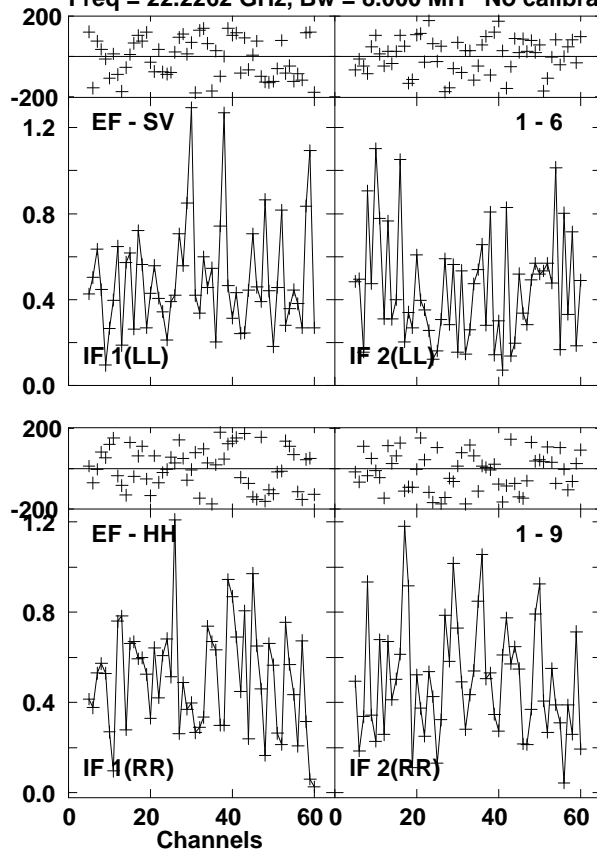 Freq = 22.2262 GHz, Bw = 8.000 MH No calibra
200
-200
EF - SV
1 - 6
1.2
0.8
0.4
0.0
IF 1(LL)
IF 2(LL)
200
-200
EF - HH
1 - 9
1.2
0.8
0.4
0.0
IF 1(RR)
IF 2(RR)
0 20 40 60 0 20 40 60
Channels